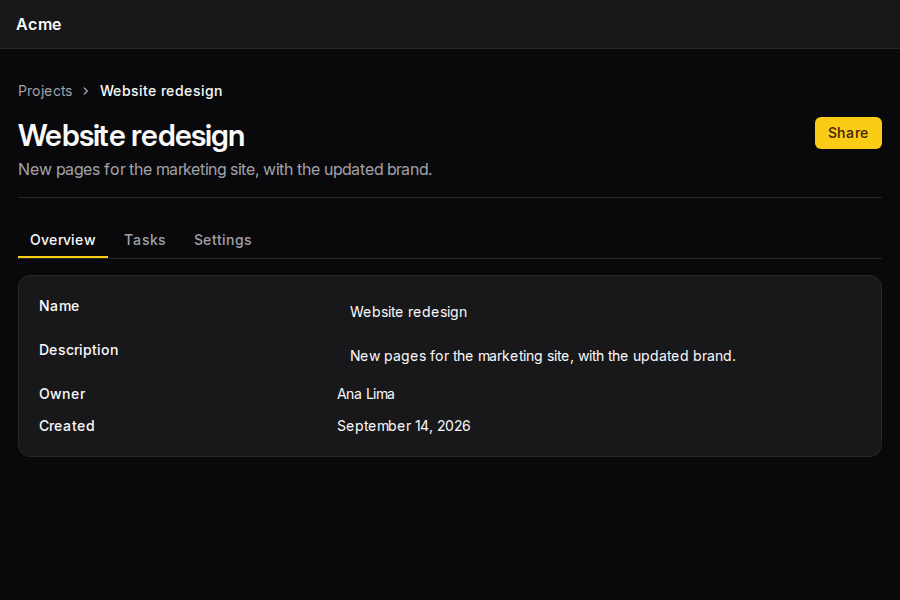 Acme
Projects > Website redesign
Website redesign
Share
New pages for the marketing site, with the updated brand.
Overview Tasks Settings
Name Website redesign
Description New pages for the marketing site, with the updated brand.
Owner Ana Lima
Created September 14, 2026